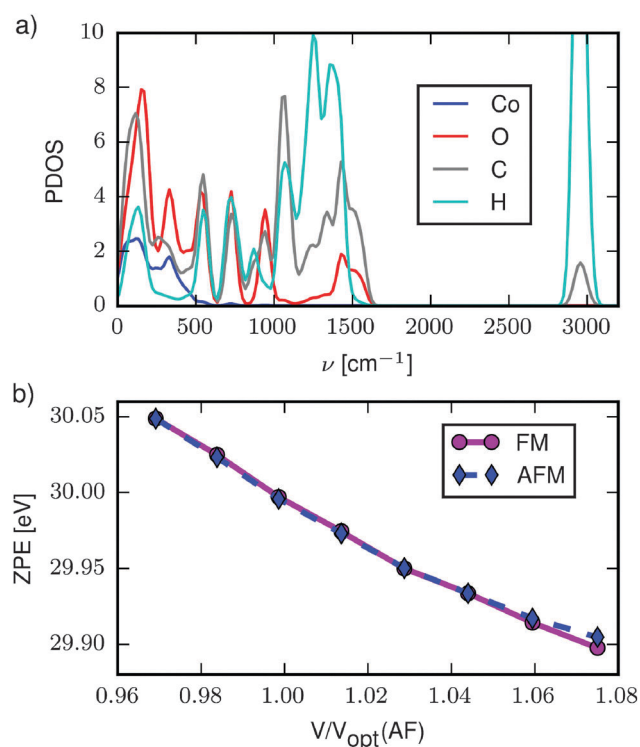 a)
10
8
6
4
2
0
PDOS
Co
O
C
H
0 500 1000 1500 2000 2500 3000
ν [cm⁻¹]
b)
30.05
30.00
29.95
29.90
ZPE [eV]
FM
AFM
0.96 0.98 1.00 1.02 1.04 1.06 1.08
V/Vopt(AF)